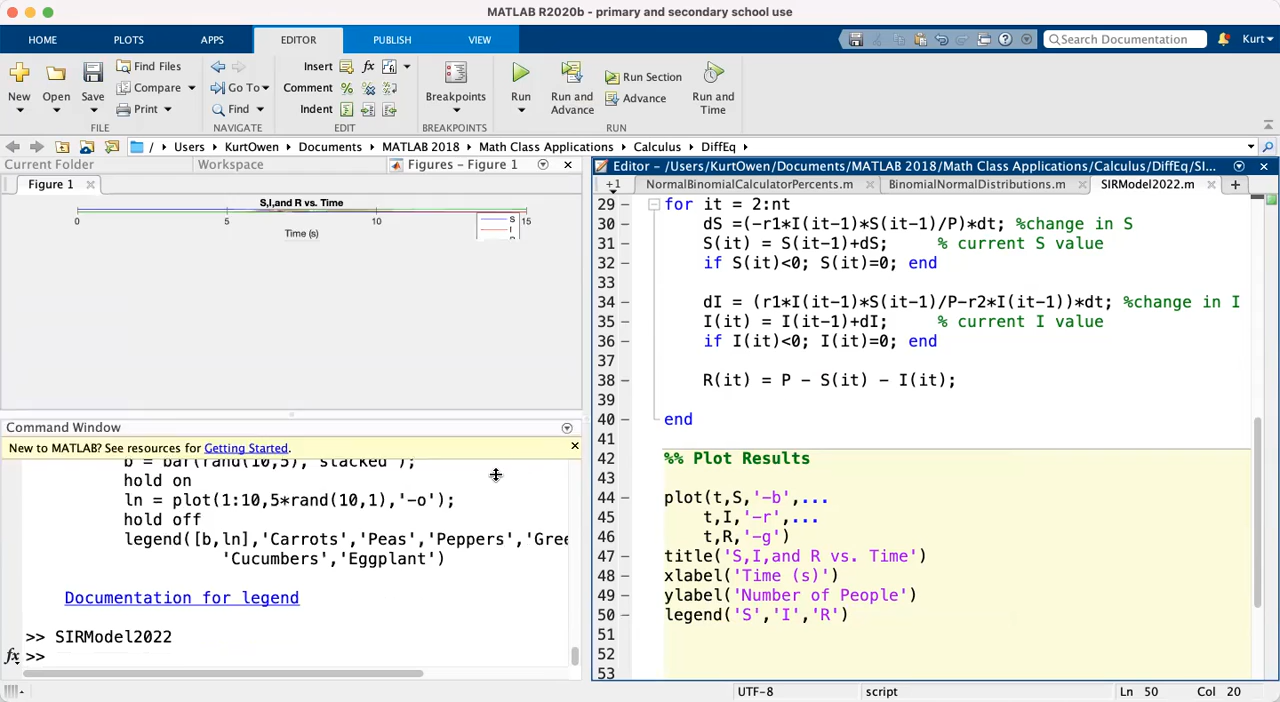 MATLAB R2020b - primary and secondary school use
HOME PLOTS APPS EDITOR PUBLISH VIEW Search Documentation Kurt
New Open Save Find Files Compare Print
Go To Find
Insert fx
Comment % %
Indent
Breakpoints
Run Run and Advance Run Section Advance Run and Time
FILE NAVIGATE EDIT BREAKPOINTS RUN
/ Users KurtOwen Documents MATLAB 2018 Math Class Applications Calculus DiffEq
Current Folder Workspace Figures - Figure 1
Figure 1
S,I,and R vs. Time
0 5 10 15
Time (s)
S
I
Command Window
New to MATLAB? See resources for Getting Started.
b = bar(rand(10,5),'stacked');
hold on
ln = plot(1:10,5*rand(10,1),'-o');
hold off
legend([b,ln],'Carrots','Peas','Peppers','Gree
'Cucumbers','Eggplant')
Documentation for legend
>> SIRModel2022
fx >>
Editor - /Users/KurtOwen/Documents/MATLAB 2018/Math Class Applications/Calculus/DiffEq/SI...
+1 NormalBinomialCalculatorPercents.m BinomialNormalDistributions.m SIRModel2022.m +
29 - for it = 2:nt
30 - dS =(-r1*I(it-1)*S(it-1)/P)*dt; %change in S
31 - S(it) = S(it-1)+dS; % current S value
32 - if S(it)<0; S(it)=0; end
33
34 - dI = (r1*I(it-1)*S(it-1)/P-r2*I(it-1))*dt; %change in I
35 - I(it) = I(it-1)+dI; % current I value
36 - if I(it)<0; I(it)=0; end
37
38 - R(it) = P - S(it) - I(it);
39
40 - end
41
42 %% Plot Results
43
44 - plot(t,S,'-b',...
45 t,I,'-r',...
46 t,R,'-g')
47 - title('S,I,and R vs. Time')
48 - xlabel('Time (s)')
49 - ylabel('Number of People')
50 - legend('S','I','R')
51
52
53
UTF-8 script Ln 50 Col 20